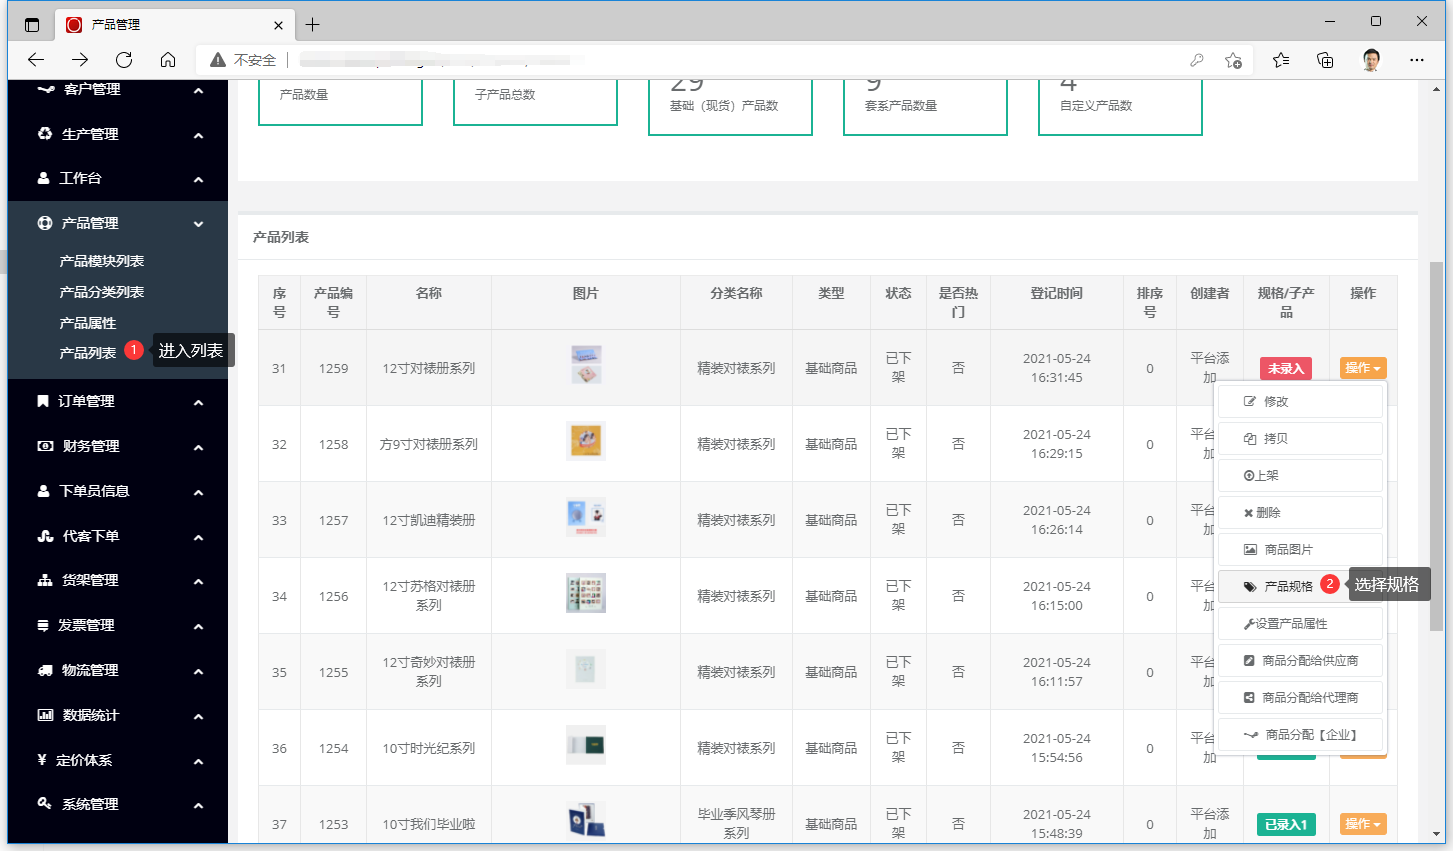 产品管理
不安全
客户管理
生产管理
工作台
产品管理
产品模块列表
产品分类列表
产品属性
产品列表
1
进入列表
订单管理
财务管理
下单员信息
代客下单
货架管理
发票管理
物流管理
数据统计
定价体系
系统管理
产品数量
子产品总数
29
基础（现货）产品数
9
套系产品数量
4
自定义产品数
产品列表
序号 产品编号 名称 图片 分类名称 类型 状态 是否热门 登记时间 排序号 创建者 规格/子产品 操作
31 1259 12寸对裱册系列 精装对裱系列 基础商品 已下架 否 2021-05-24 16:31:45 0 平台添加 未录入 操作
32 1258 方9寸对裱册系列 精装对裱系列 基础商品 已下架 否 2021-05-24 16:29:15 0 平台 加
33 1257 12寸凯迪精装册 精装对裱系列 基础商品 已下架 否 2021-05-24 16:26:14 0 平台 加
34 1256 12寸苏格对裱册系列 精装对裱系列 基础商品 已下架 否 2021-05-24 16:15:00 0 平台 加
35 1255 12寸奇妙对裱册系列 精装对裱系列 基础商品 已下架 否 2021-05-24 16:11:57 0 平台 加
36 1254 10寸时光纪系列 精装对裱系列 基础商品 已下架 否 2021-05-24 15:54:56 0 平台 加
37 1253 10寸我们毕业啦 毕业季风琴册系列 基础商品 已下架 否 2021-05-24 15:48:39 0 平台添加 已录入1 操作
修改
拷贝
上架
删除
商品图片
产品规格
2
选择规格
设置产品属性
商品分配给供应商
商品分配给代理商
商品分配【企业】